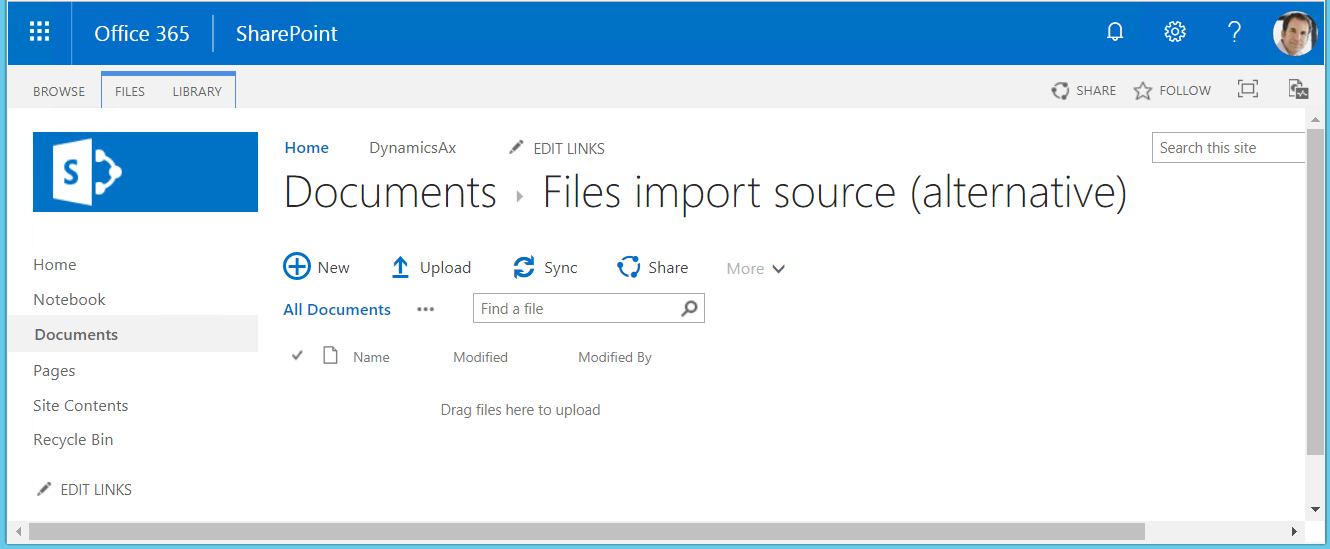 Office 365 SharePoint ?
BROWSE FILES LIBRARY SHARE FOLLOW
S
Home DynamicsAx EDIT LINKS Search this site
Documents Files import source (alternative)
New Upload Sync Share More
All Documents ••• Find a file
Name Modified Modified By
Drag files here to upload
Home
Notebook
Documents
Pages
Site Contents
Recycle Bin
EDIT LINKS